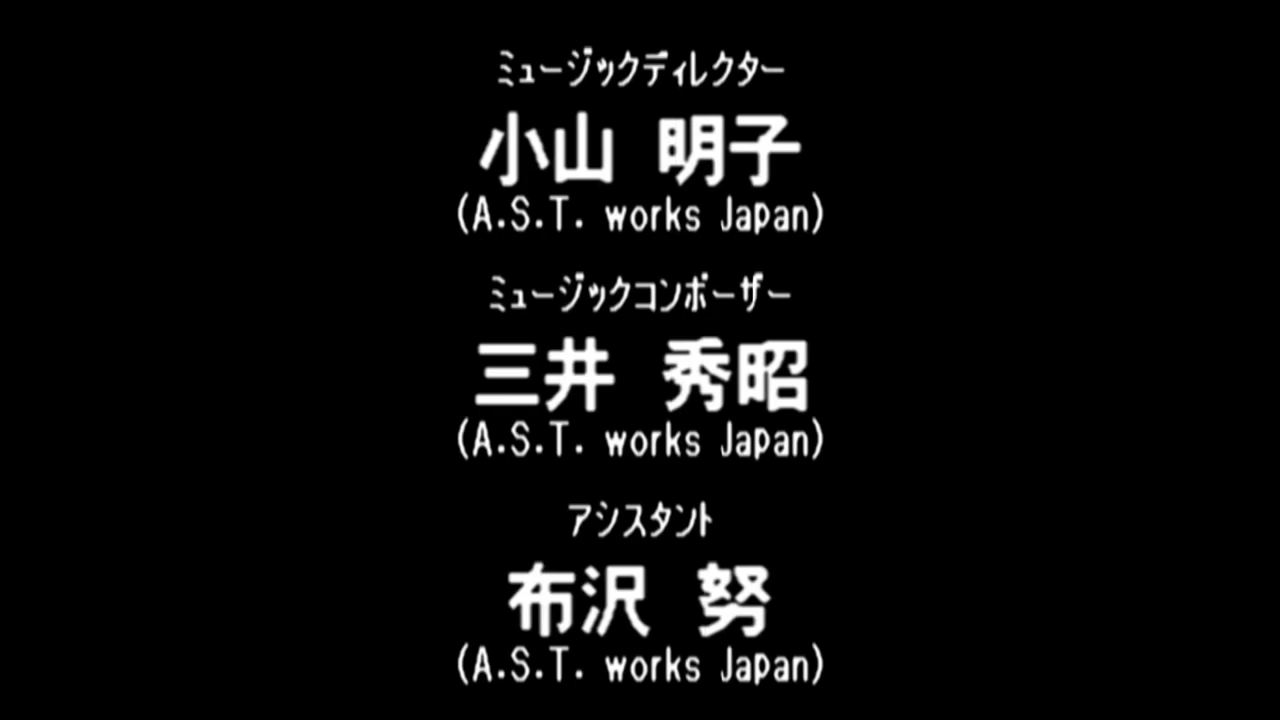 ミュージックディレクター
小山 明子
(A.S.T. works Japan)
ミュージックコンポーザー
三井 秀昭
(A.S.T. works Japan)
アシスタント
布沢 努
(A.S.T. works Japan)